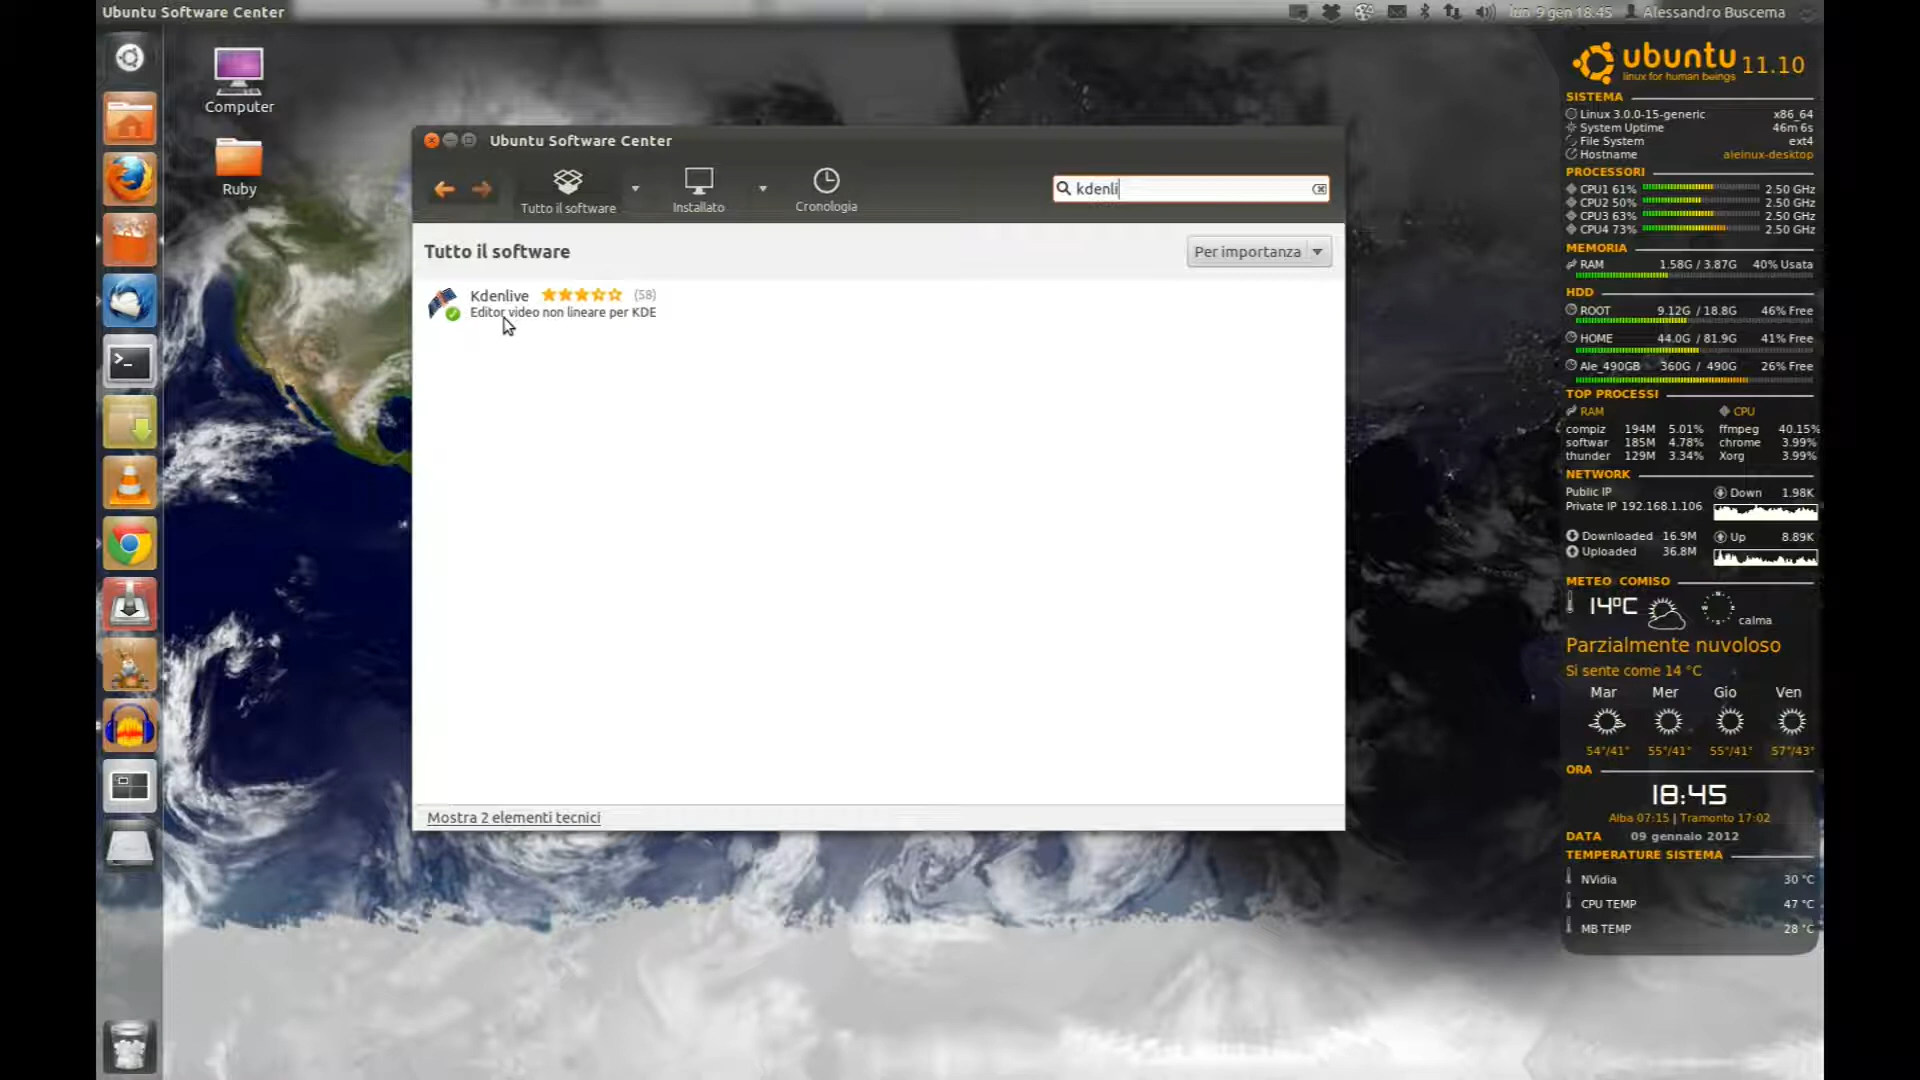 Ubuntu Software Center
lun 9 gen 18:45 Alessandro Buscema
Computer
Ruby
Ubuntu Software Center
Tutto il software
Installato
Cronologia
kdenli
Tutto il software
Per importanza
Kdenlive (58)
Editor video non lineare per KDE
Mostra 2 elementi tecnici
ubuntu 11.10
linux for human beings
SISTEMA
Linux 3.0.0-15-generic x86_64
System Uptime 46m 6s
File System ext4
Hostname aleinux-desktop
PROCESSORI
CPU1 61% 2.50 GHz
CPU2 50% 2.50 GHz
CPU3 63% 2.50 GHz
CPU4 73% 2.50 GHz
MEMORIA
RAM 1.58G / 3.87G 40% Usata
HDD
ROOT 9.12G / 18.8G 46% Free
HOME 44.0G / 81.9G 41% Free
Ale_490GB 360G / 490G 26% Free
TOP PROCESSI
RAM CPU
compiz 194M 5.01% ffmpeg 40.15%
softwar 185M 4.78% chrome 3.99%
thunder 129M 3.34% Xorg 3.99%
NETWORK
Public IP Down 1.98K
Private IP 192.168.1.106
Downloaded 16.9M Up 8.89K
Uploaded 36.8M
METEO COMISO
14°C
calma
Parzialmente nuvoloso
Si sente come 14 °C
Mar Mer Gio Ven
54°/41° 55°/41° 55°/41° 57°/43°
ORA
18:45
Alba 07:15 | Tramonto 17:02
DATA 09 gennaio 2012
TEMPERATURE SISTEMA
NVidia 30 °C
CPU TEMP 47 °C
MB TEMP 28 °C